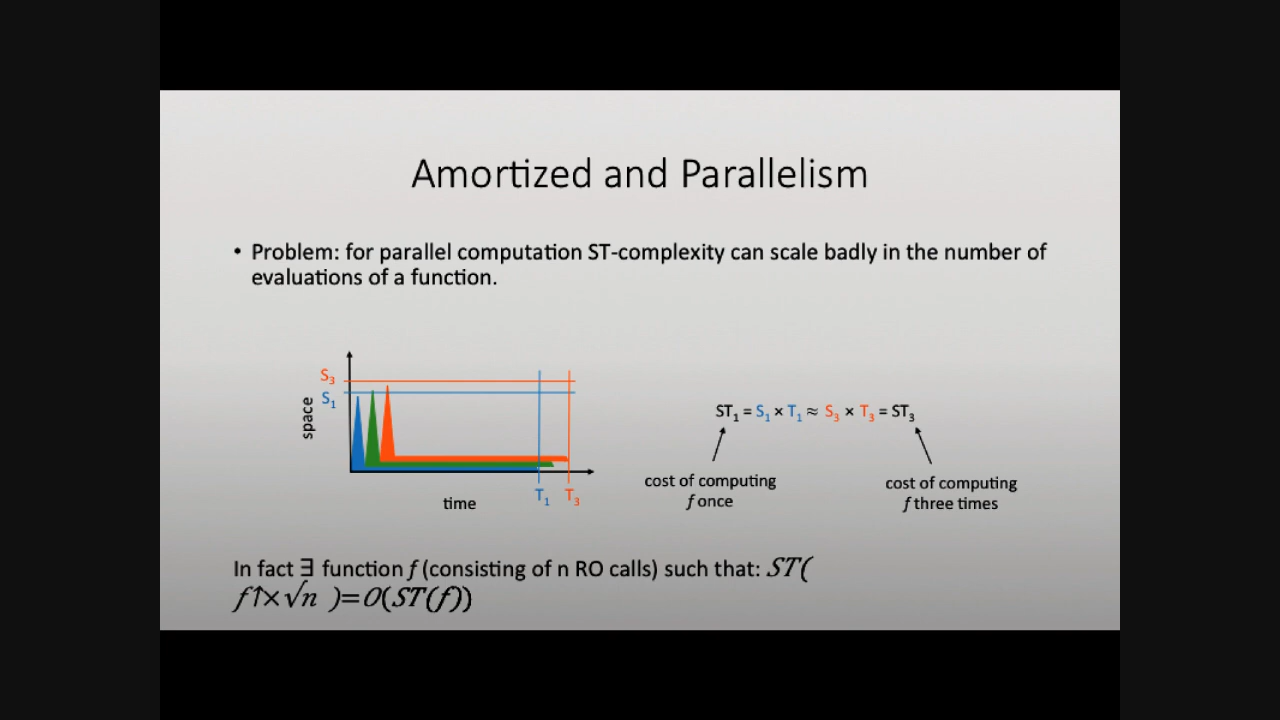 Amortized and Parallelism
• Problem: for parallel computation ST-complexity can scale badly in the number of
evaluations of a function.
S₃
S₁
space
time
T₁
T₃
ST₁ = S₁ × T₁ ≈ S₃ × T₃ = ST₃
cost of computing
f once
cost of computing
f three times
In fact ∃ function f (consisting of n RO calls) such that: ST(
f↑×√n )=O(ST(f))